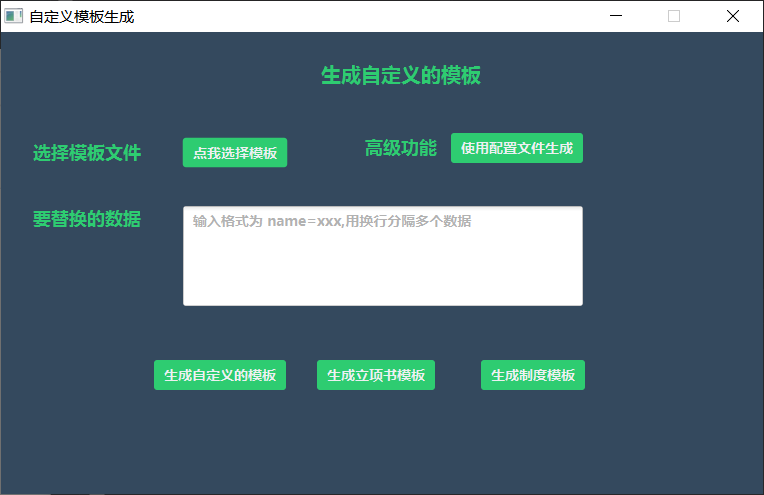 自定义模板生成
生成自定义的模板
选择模板文件 点我选择模板 高级功能 使用配置文件生成
要替换的数据 输入格式为 name=xxx,用换行分隔多个数据
生成自定义的模板 生成立项书模板 生成制度模板